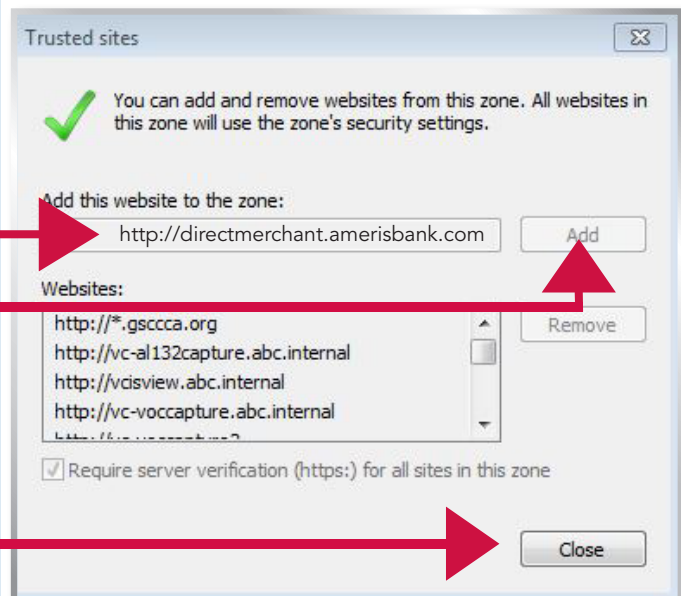 Trusted sites
You can add and remove websites from this zone. All websites in
this zone will use the zone's security settings.
Add this website to the zone:
http://directmerchant.amerisbank.com
Add
Websites:
http://*.gsccca.org
http://vc-al132capture.abc.internal
http://vcisview.abc.internal
http://vc-voccapture.abc.internal
Remove
Require server verification (https:) for all sites in this zone
Close